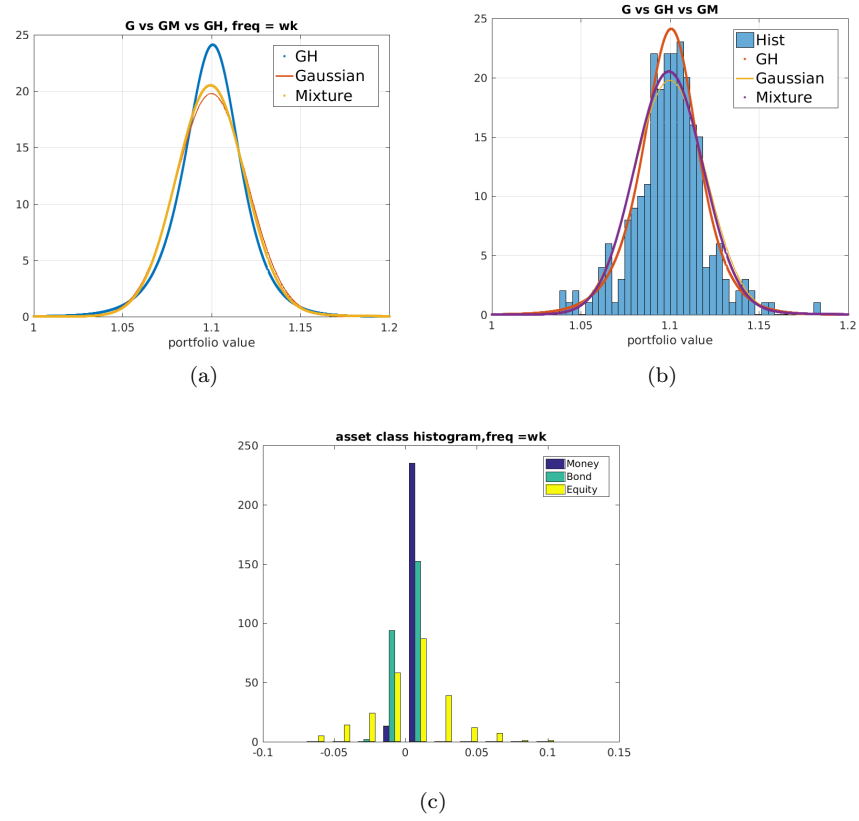 G vs GM vs GH, freq = wk
25
20
15
10
5
0
GH
Gaussian
Mixture
1
1.05
1.1
1.15
1.2
portfolio value
(a)
G vs GH vs GM
25
20
15
10
5
0
Hist
GH
Gaussian
Mixture
1
1.05
1.1
1.15
1.2
portfolio value
(b)
asset class histogram,freq =wk
250
200
150
100
50
0
Money
Bond
Equity
-0.1
-0.05
0
0.05
0.1
0.15
(c)